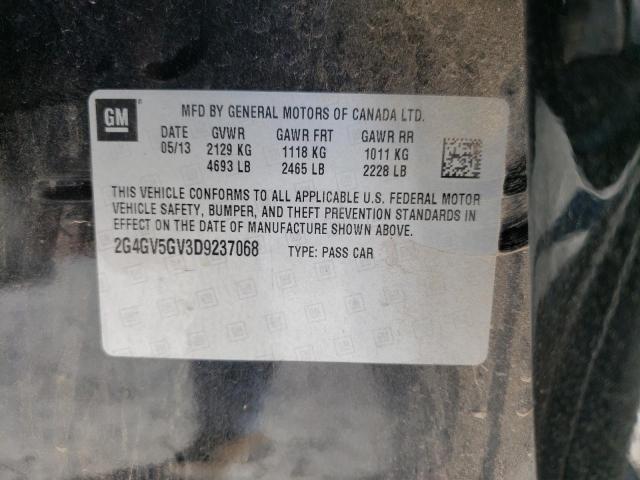 GM
MFD BY GENERAL MOTORS OF CANADA LTD.
DATE GVWR GAWR FRT GAWR RR
05/13 2129 KG 1118 KG 1011 KG
4693 LB 2465 LB 2228 LB
THIS VEHICLE CONFORMS TO ALL APPLICABLE U.S. FEDERAL MOTOR
VEHICLE SAFETY, BUMPER, AND THEFT PREVENTION STANDARDS IN
EFFECT ON THE DATE OF MANUFACTURE SHOWN ABOVE.
2G4GV5GV3D9237068 TYPE: PASS CAR